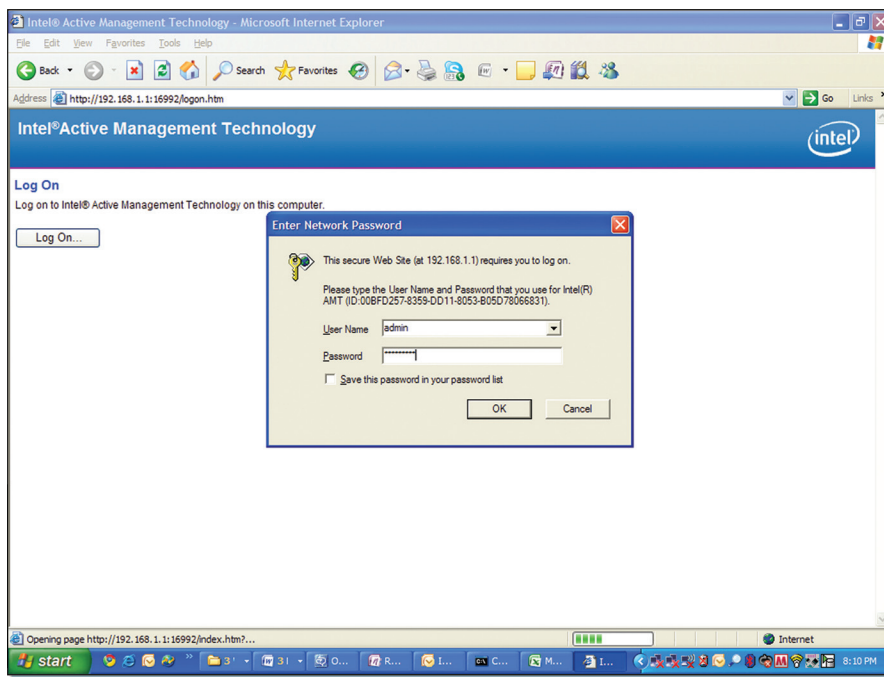 Intel® Active Management Technology - Microsoft Internet Explorer
File Edit View Favorites Tools Help
Back Search Favorites
Address http://192.168.1.1:16992/logon.htm Go Links
Intel®Active Management Technology
intel
Log On
Log on to Intel® Active Management Technology on this computer.
Log On...
Enter Network Password
This secure Web Site (at 192.168.1.1) requires you to log on.
Please type the User Name and Password that you use for Intel(R)
AMT (ID:00BFD257-8359-DD11-8053-B05D78066831).
User Name admin
Password
Save this password in your password list
OK Cancel
Opening page http://192.168.1.1:16992/index.htm?... Internet
start 3 31 O... R... I... C... M... I... 8:10 PM